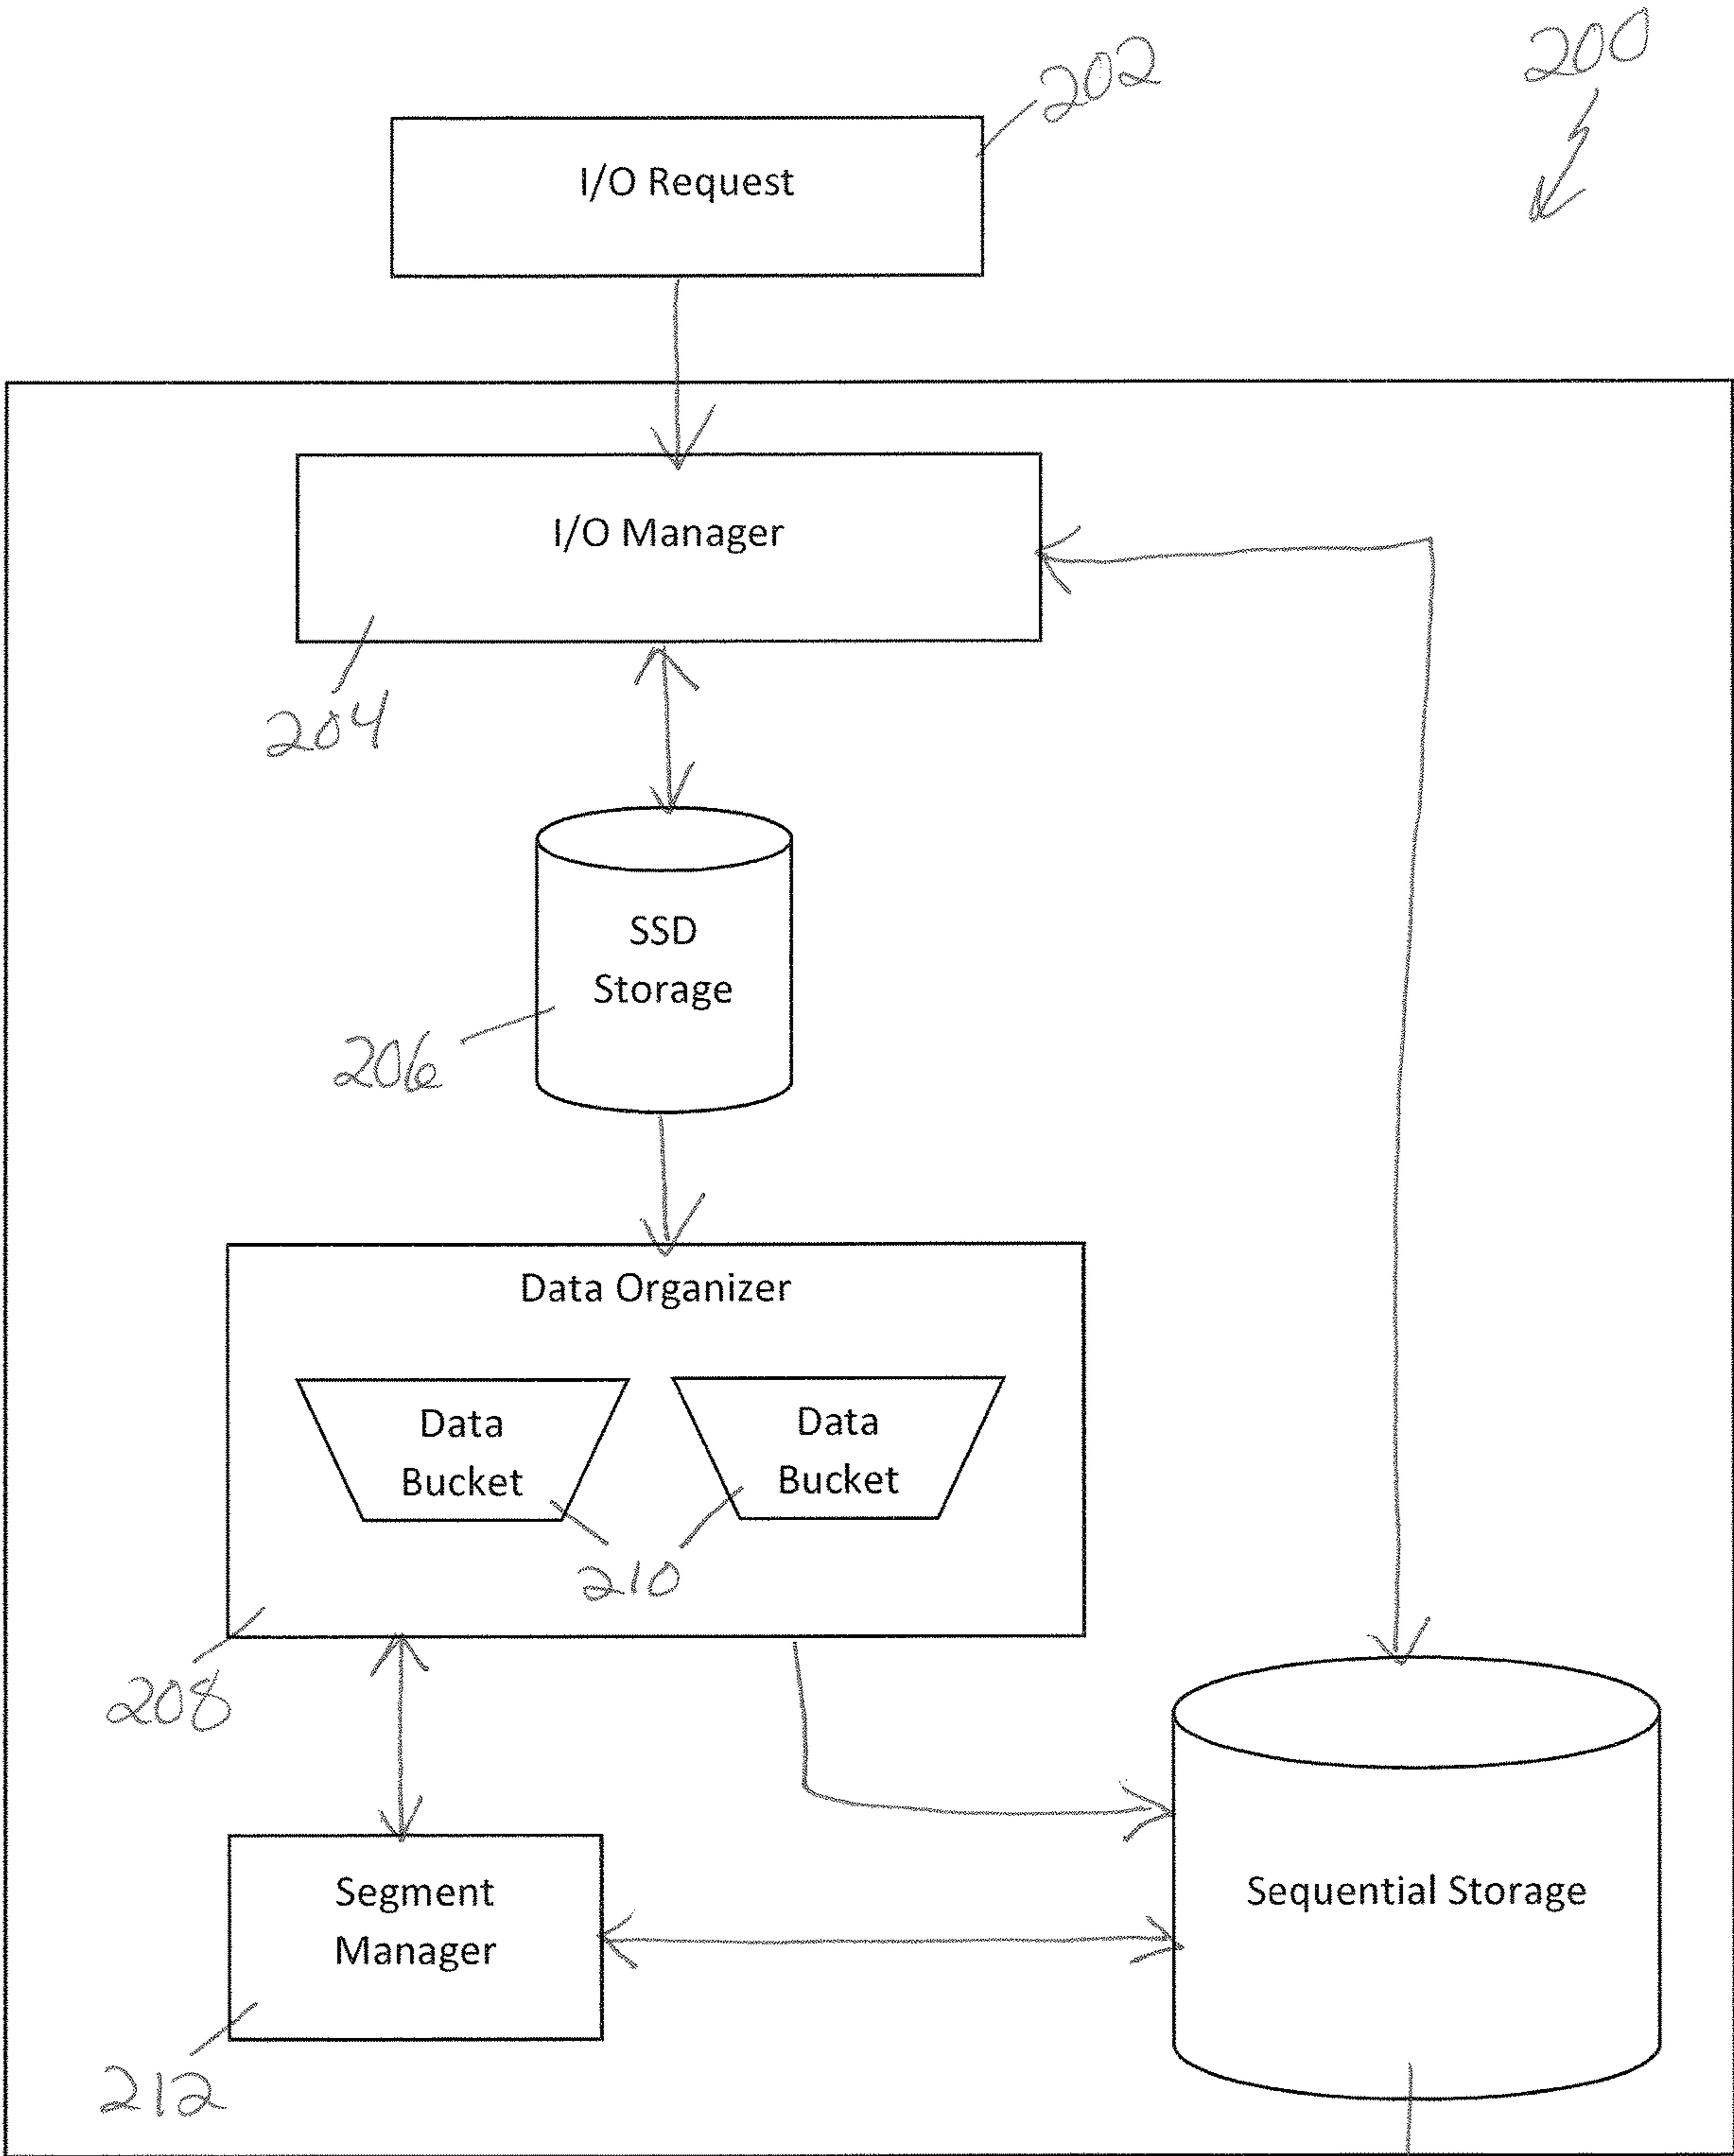 200
202
I/O Request
I/O Manager
204
SSD
Storage
206
Data Organizer
Data
Bucket
Data
Bucket
210
208
Segment
Manager
Sequential Storage
212